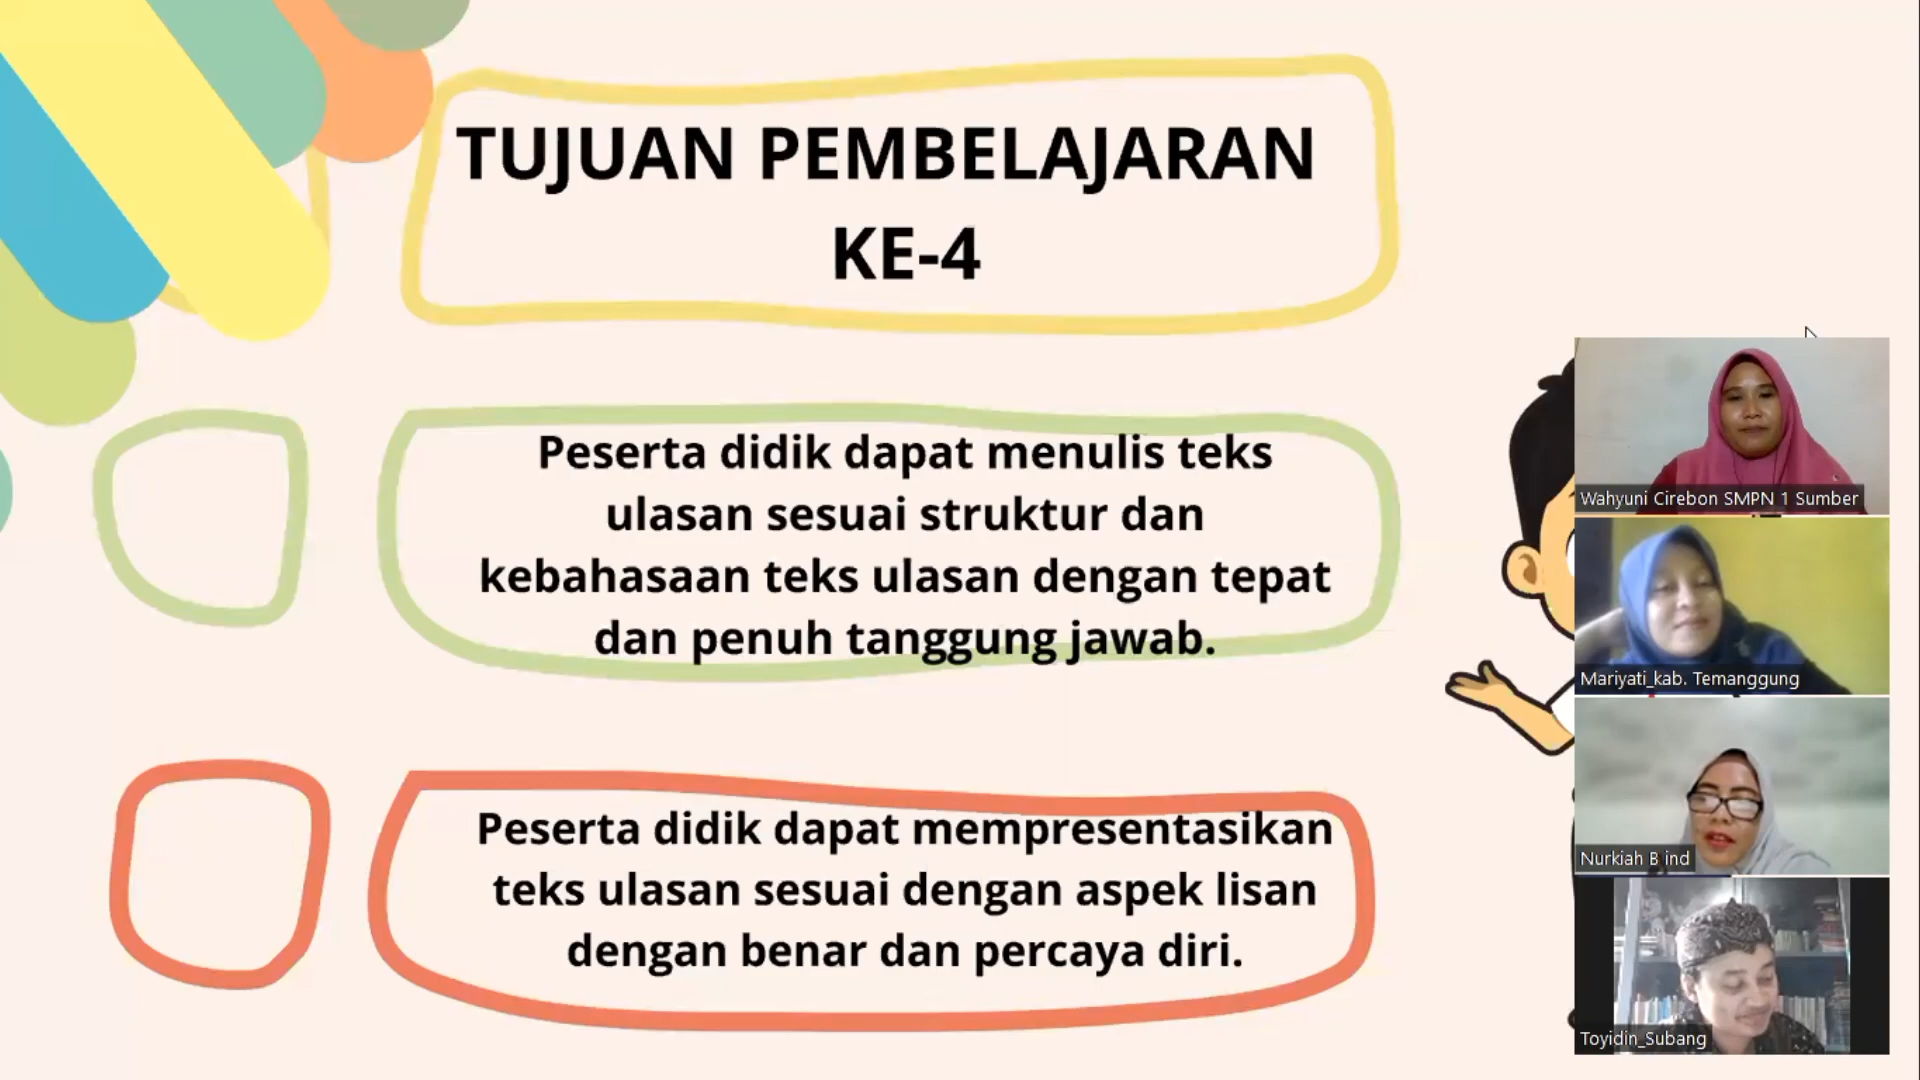 TUJUAN PEMBELAJARAN
KE-4
Peserta didik dapat menulis teks
ulasan sesuai struktur dan
kebahasaan teks ulasan dengan tepat
dan penuh tanggung jawab.
Peserta didik dapat mempresentasikan
teks ulasan sesuai dengan aspek lisan
dengan benar dan percaya diri.
Wahyuni Cirebon SMPN 1 Sumber
Mariyati_kab. Temanggung
Nurkiah B ind
Toyidin_Subang